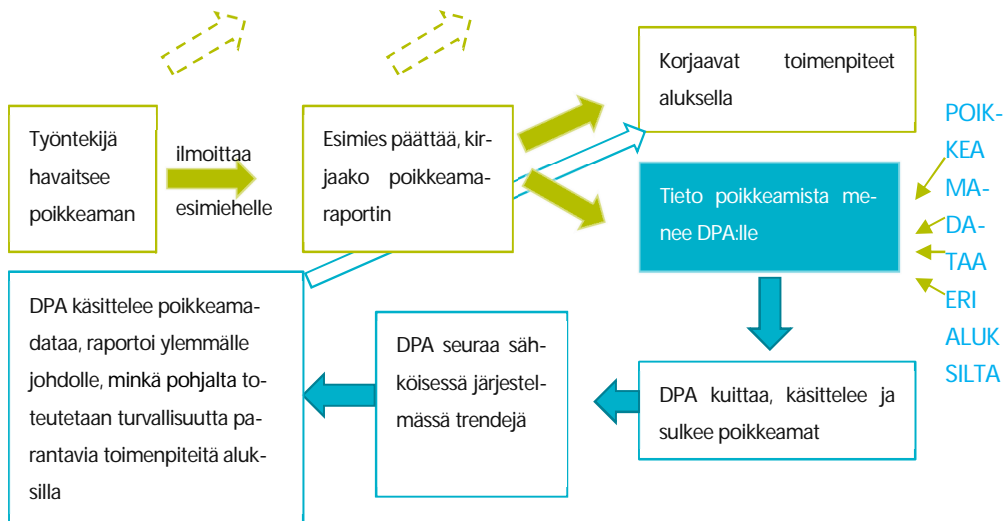 Työntekijä
havaitsee
poikkeaman
ilmoittaa
esimiehelle
Esimies päättää, kir-
jaako poikkeama-
raportin
Korjaavat toimenpiteet
aluksella
Tieto poikkeamista me-
nee DPA:lle
POIK-
KEA
MA-
DA-
TAA
ERI
ALUK
SILTA
DPA kuittaa, käsittelee ja
sulkee poikkeamat
DPA seuraa säh-
köisessä järjestel-
mässä trendejä
DPA käsittelee poikkeama-
dataa, raportoi ylemmälle
johdolle, minkä pohjalta to-
teutetaan turvallisuutta pa-
rantavia toimenpiteitä aluk-
silla